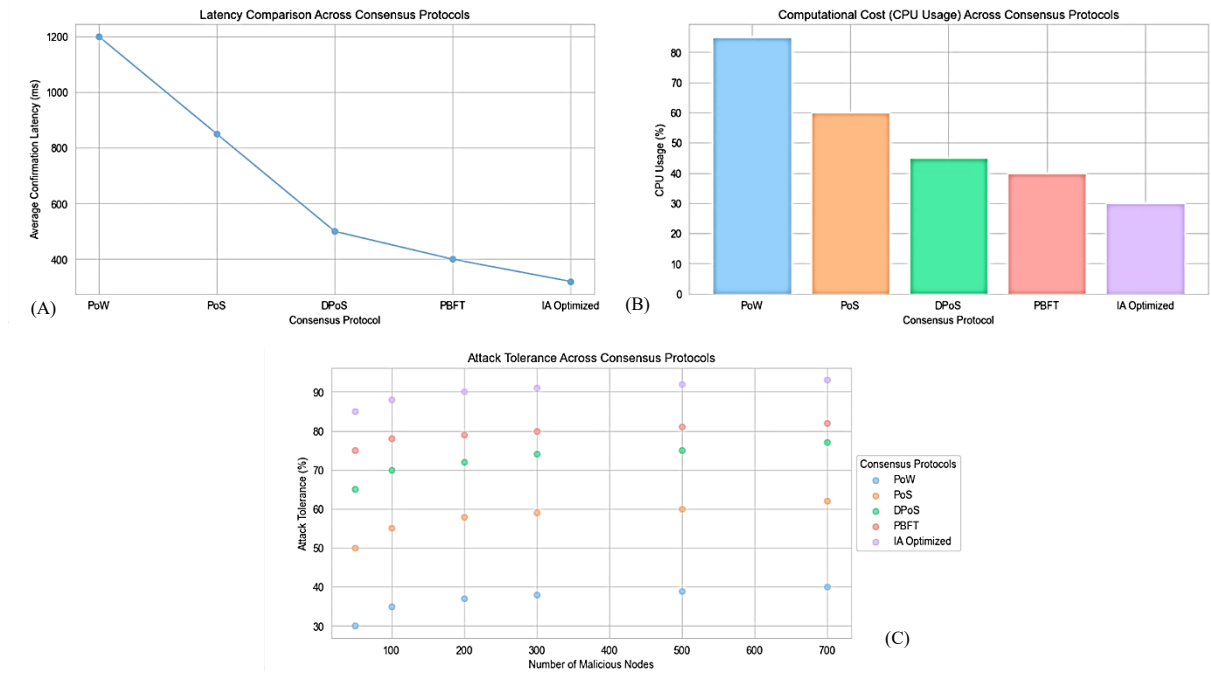 Latency Comparison Across Consensus Protocols
1200
1000
800
600
400
Average Confirmation Latency (ms)
PoW PoS DPoS PBFT IA Optimized
Consensus Protocol
(A)
Computational Cost (CPU Usage) Across Consensus Protocols
80
70
60
50
40
30
20
10
0
CPU Usage (%)
PoW PoS DPoS PBFT IA Optimized
Consensus Protocol
(B)
Attack Tolerance Across Consensus Protocols
90
80
70
60
50
40
30
Attack Tolerance (%)
100 200 300 400 500 600 700
Number of Malicious Nodes
Consensus Protocols
PoW
PoS
DPoS
PBFT
IA Optimized
(C)